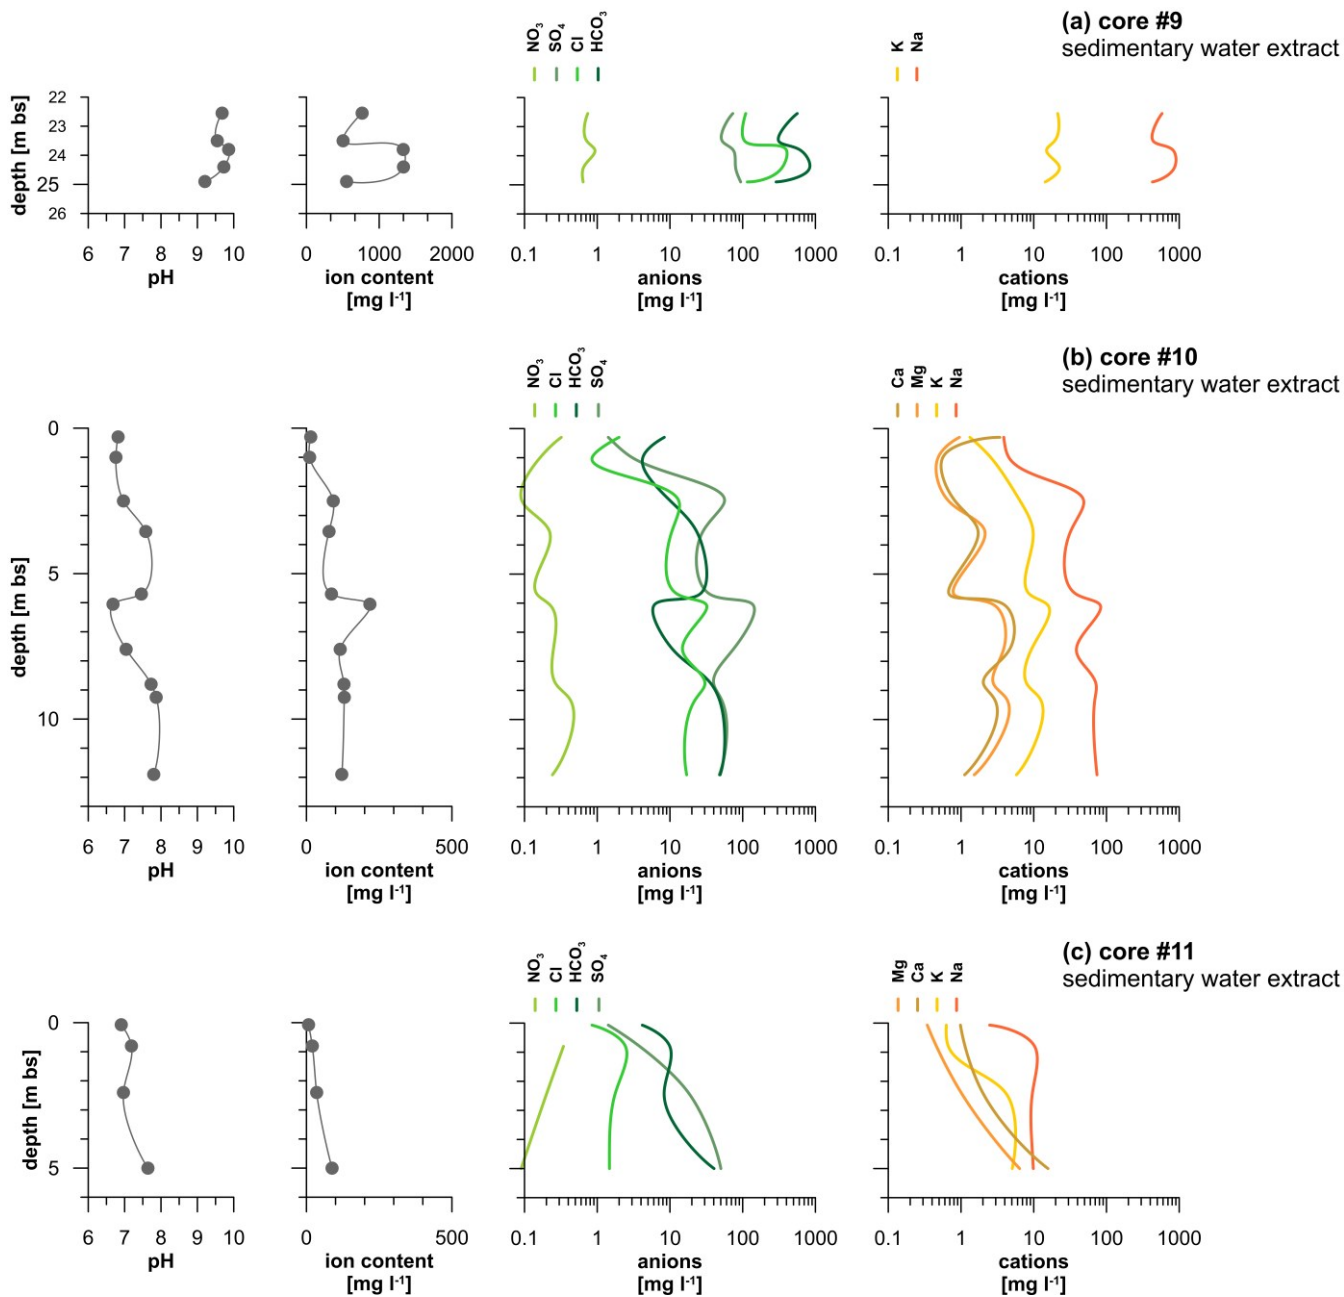 (a) core #9
sedimentary water extract
NO₃ SO₄ Cl HCO₃
K Na
depth [m bs]
22
23
24
25
26
6 7 8 9 10
pH
0 1000 2000
ion content
[mg l⁻¹]
0.1 1 10 100 1000
anions
[mg l⁻¹]
0.1 1 10 100 1000
cations
[mg l⁻¹]
(b) core #10
sedimentary water extract
NO₃ Cl HCO₃ SO₄
Ca Mg K Na
depth [m bs]
0
5
10
6 7 8 9 10
pH
0 500
ion content
[mg l⁻¹]
0.1 1 10 100 1000
anions
[mg l⁻¹]
0.1 1 10 100 1000
cations
[mg l⁻¹]
(c) core #11
sedimentary water extract
NO₃ Cl HCO₃ SO₄
Mg Ca K Na
depth [m bs]
0
5
6 7 8 9 10
pH
0 500
ion content
[mg l⁻¹]
0.1 1 10 100 1000
anions
[mg l⁻¹]
0.1 1 10 100 1000
cations
[mg l⁻¹]